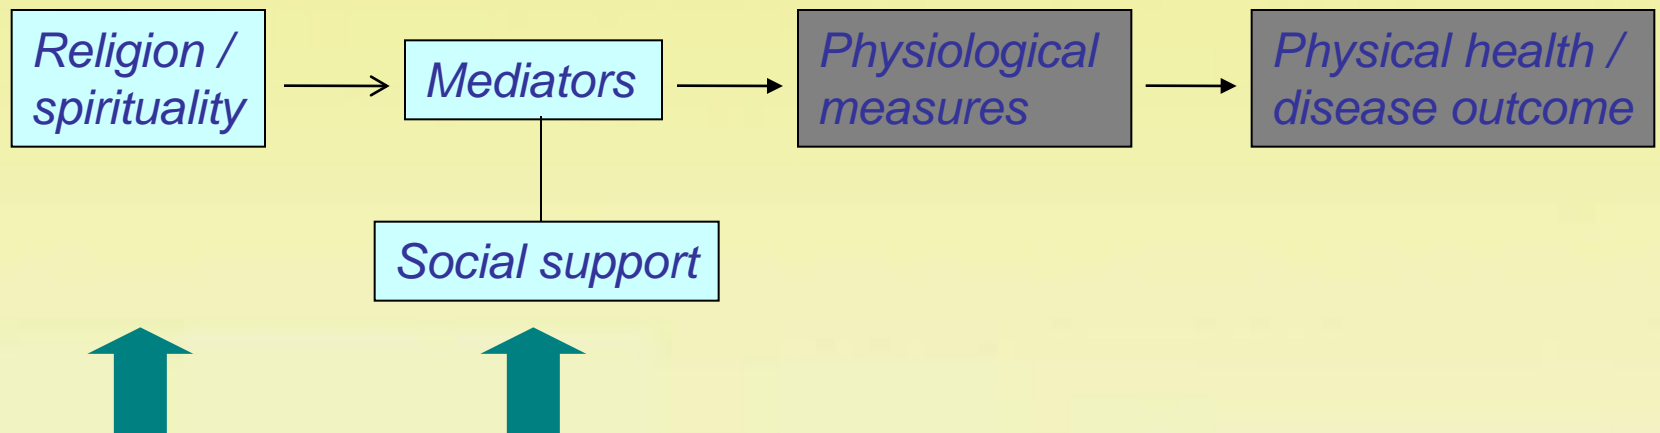 Religion /
spirituality
Mediators
Physiological
measures
Physical health /
disease outcome
Social support